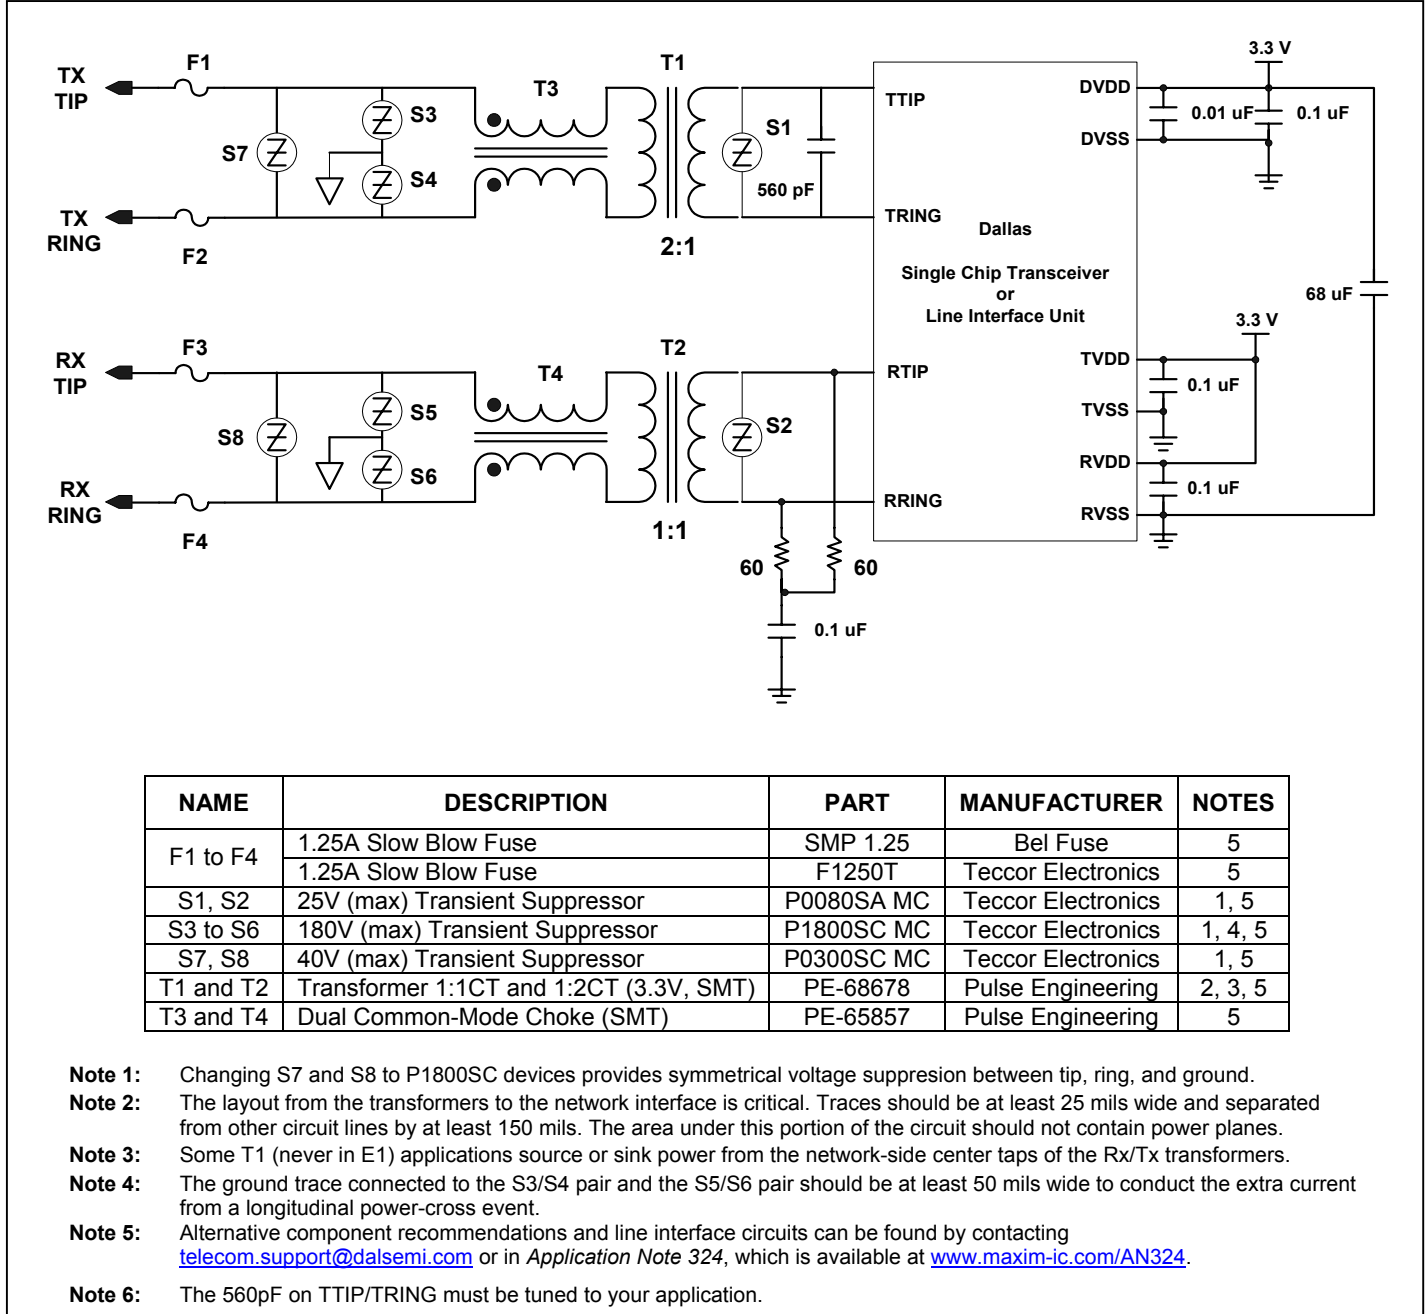 F1
T1
3.3 V
TX
TIP
T3
TTIP
DVDD
S3
S1
0.01 uF
0.1 uF
S7
DVSS
S4
560 pF
TX
RING
TRING
Dallas
F2
2:1
Single Chip Transceiver
or
Line Interface Unit
68 uF
3.3 V
F3
T2
RX
TIP
T4
RTIP
TVDD
0.1 uF
S5
TVSS
S8
S2
RVDD
S6
0.1 uF
RX
RING
RRING
RVSS
F4
1:1
60
60
0.1 uF
NAME DESCRIPTION PART MANUFACTURER NOTES
F1 to F4 1.25A Slow Blow Fuse SMP 1.25 Bel Fuse 5
1.25A Slow Blow Fuse F1250T Teccor Electronics 5
S1, S2 25V (max) Transient Suppressor P0080SA MC Teccor Electronics 1, 5
S3 to S6 180V (max) Transient Suppressor P1800SC MC Teccor Electronics 1, 4, 5
S7, S8 40V (max) Transient Suppressor P0300SC MC Teccor Electronics 1, 5
T1 and T2 Transformer 1:1CT and 1:2CT (3.3V, SMT) PE-68678 Pulse Engineering 2, 3, 5
T3 and T4 Dual Common-Mode Choke (SMT) PE-65857 Pulse Engineering 5
Note 1: Changing S7 and S8 to P1800SC devices provides symmetrical voltage suppresion between tip, ring, and ground.
Note 2: The layout from the transformers to the network interface is critical. Traces should be at least 25 mils wide and separated
from other circuit lines by at least 150 mils. The area under this portion of the circuit should not contain power planes.
Note 3: Some T1 (never in E1) applications source or sink power from the network-side center taps of the Rx/Tx transformers.
Note 4: The ground trace connected to the S3/S4 pair and the S5/S6 pair should be at least 50 mils wide to conduct the extra current
from a longitudinal power-cross event.
Note 5: Alternative component recommendations and line interface circuits can be found by contacting
telecom.support@dalsemi.com or in Application Note 324, which is available at www.maxim-ic.com/AN324.
Note 6: The 560pF on TTIP/TRING must be tuned to your application.